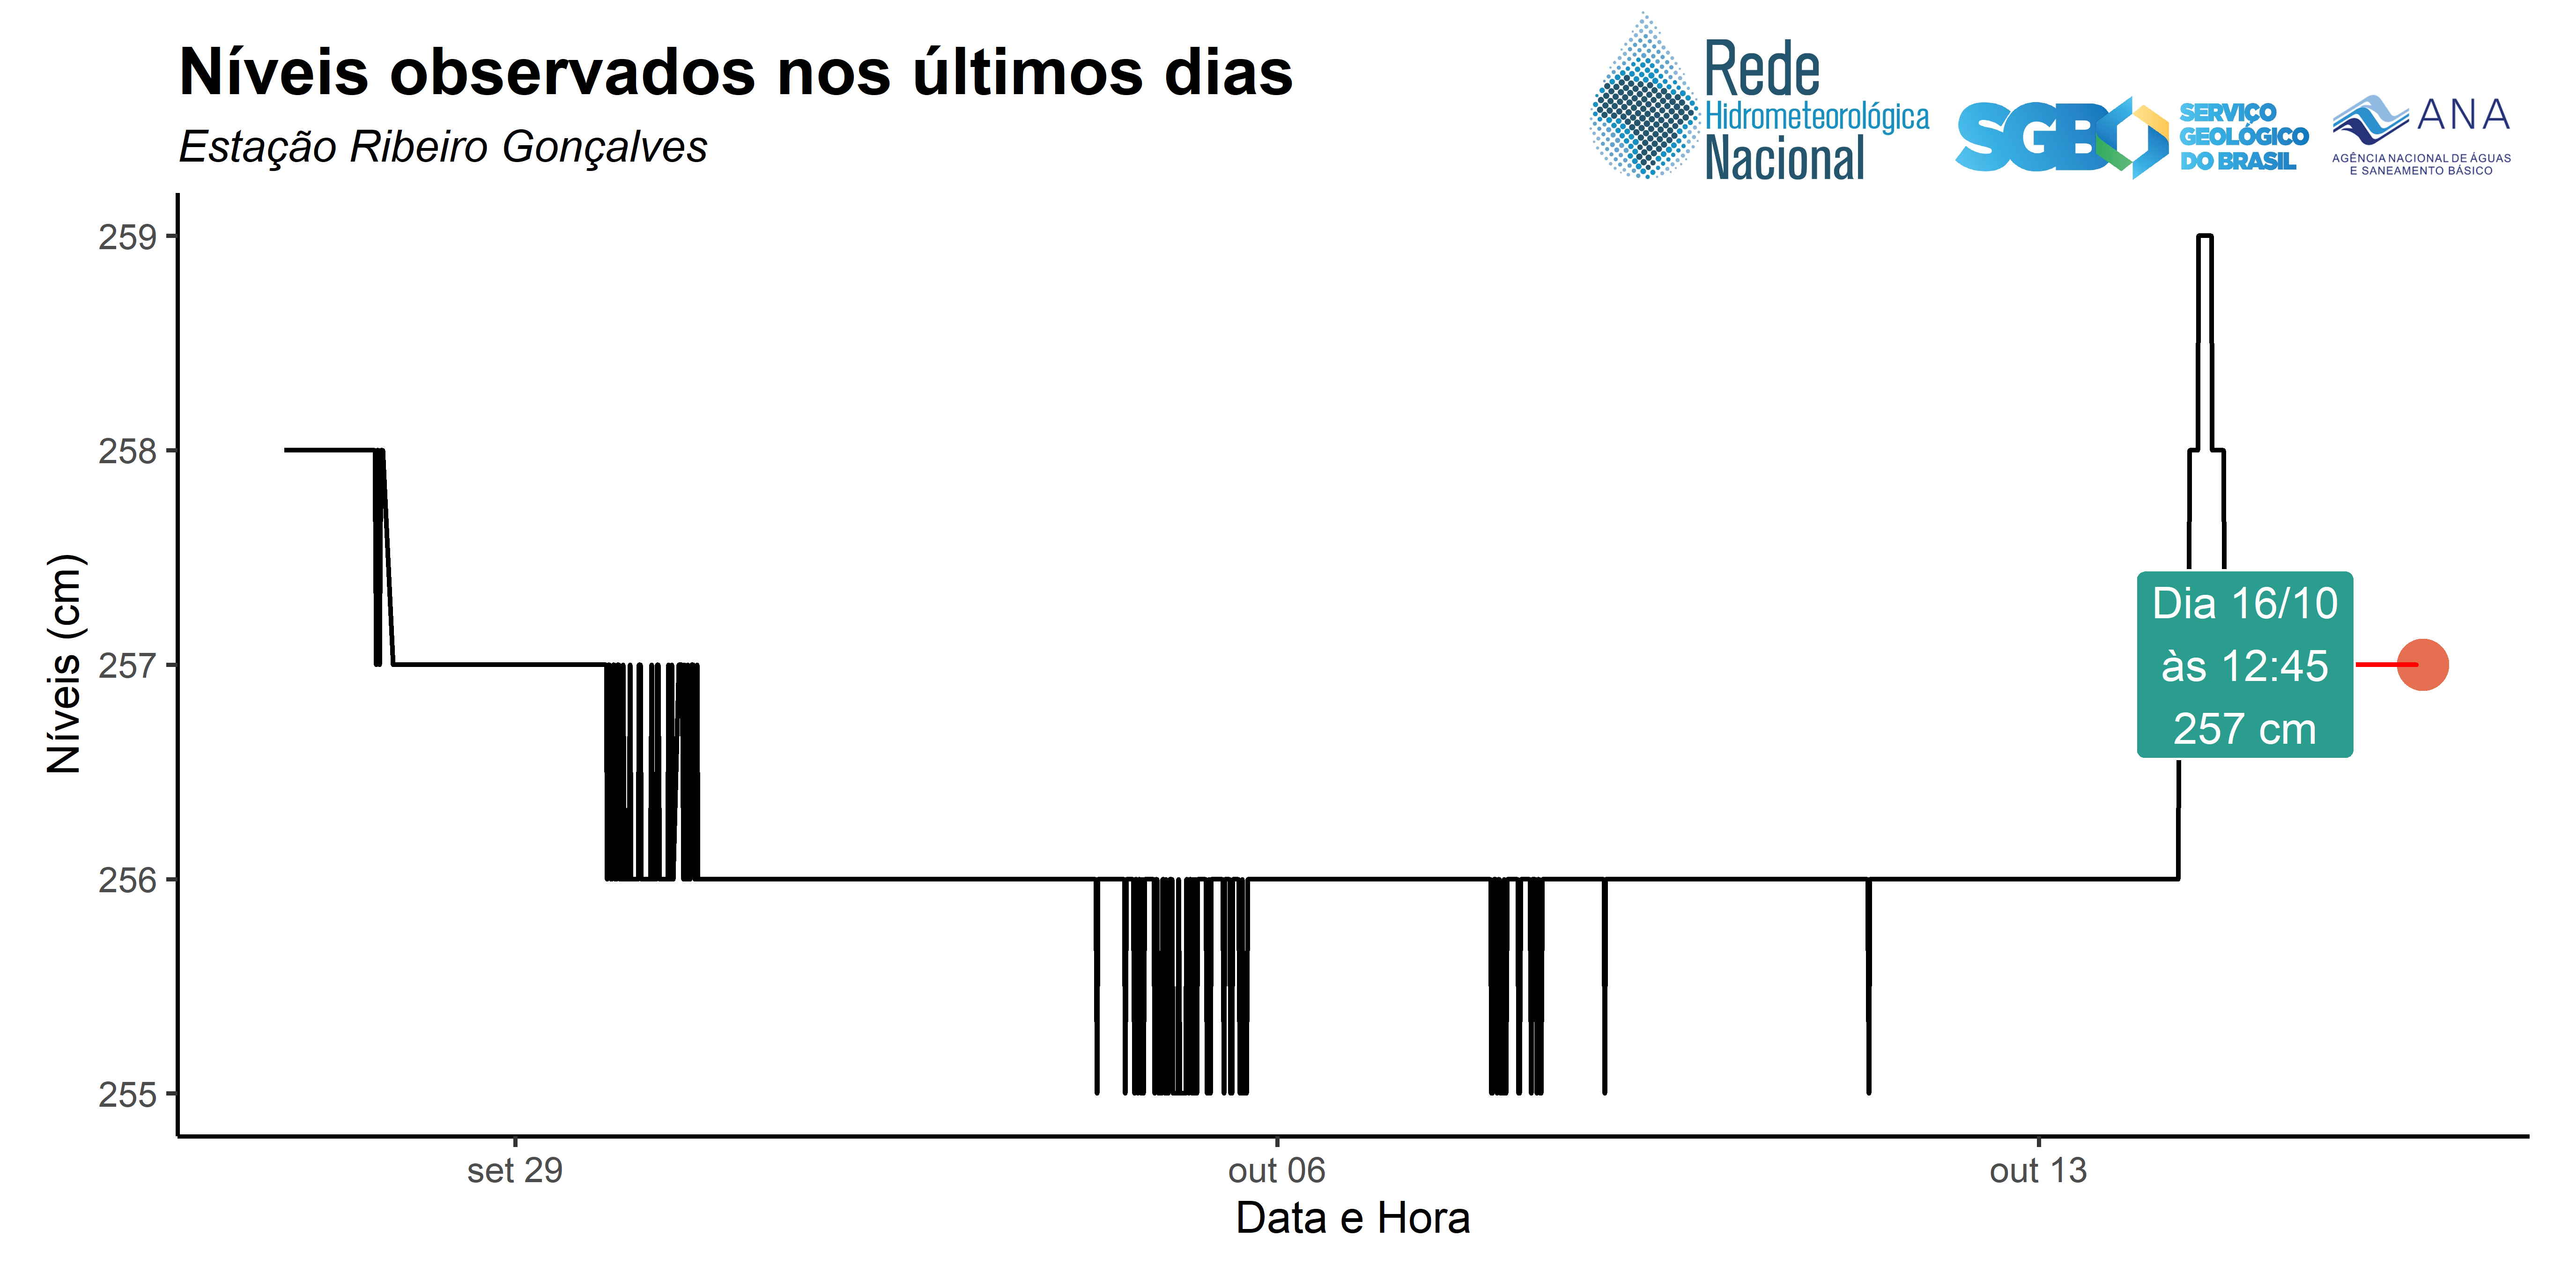 Níveis observados nos últimos dias
Estação Ribeiro Gonçalves
Rede
Hidrometeorológica
Nacional
SGB
SERVIÇO
GEOLÓGICO
DO BRASIL
ANA
AGÊNCIA NACIONAL DE ÁGUAS
E SANEAMENTO BÁSICO
Níveis (cm)
259
258
257
256
255
Dia 16/10
às 12:45
257 cm
set 29
out 06
out 13
Data e Hora